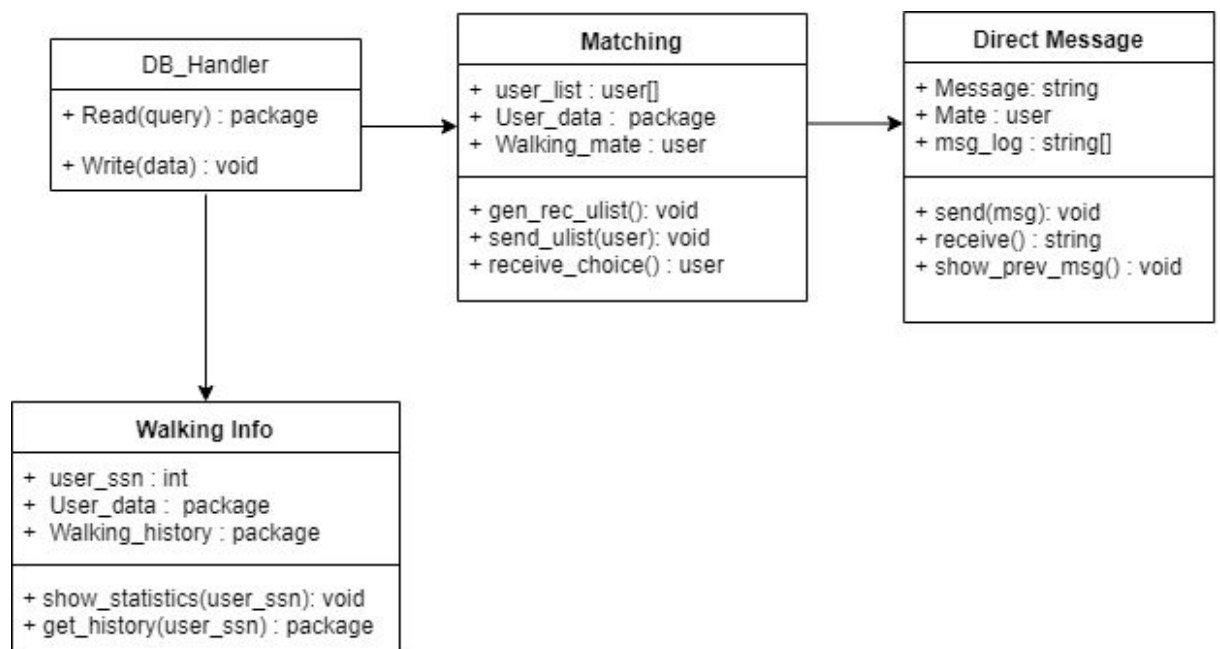 DB_Handler
+ Read(query) : package
+ Write(data) : void
Matching
+ user_list : user[]
+ User_data : package
+ Walking_mate : user
+ gen_rec_ulist(): void
+ send_ulist(user): void
+ receive_choice() : user
Direct Message
+ Message: string
+ Mate : user
+ msg_log : string[]
+ send(msg): void
+ receive() : string
+ show_prev_msg() : void
Walking Info
+ user_ssn : int
+ User_data : package
+ Walking_history : package
+ show_statistics(user_ssn): void
+ get_history(user_ssn) : package